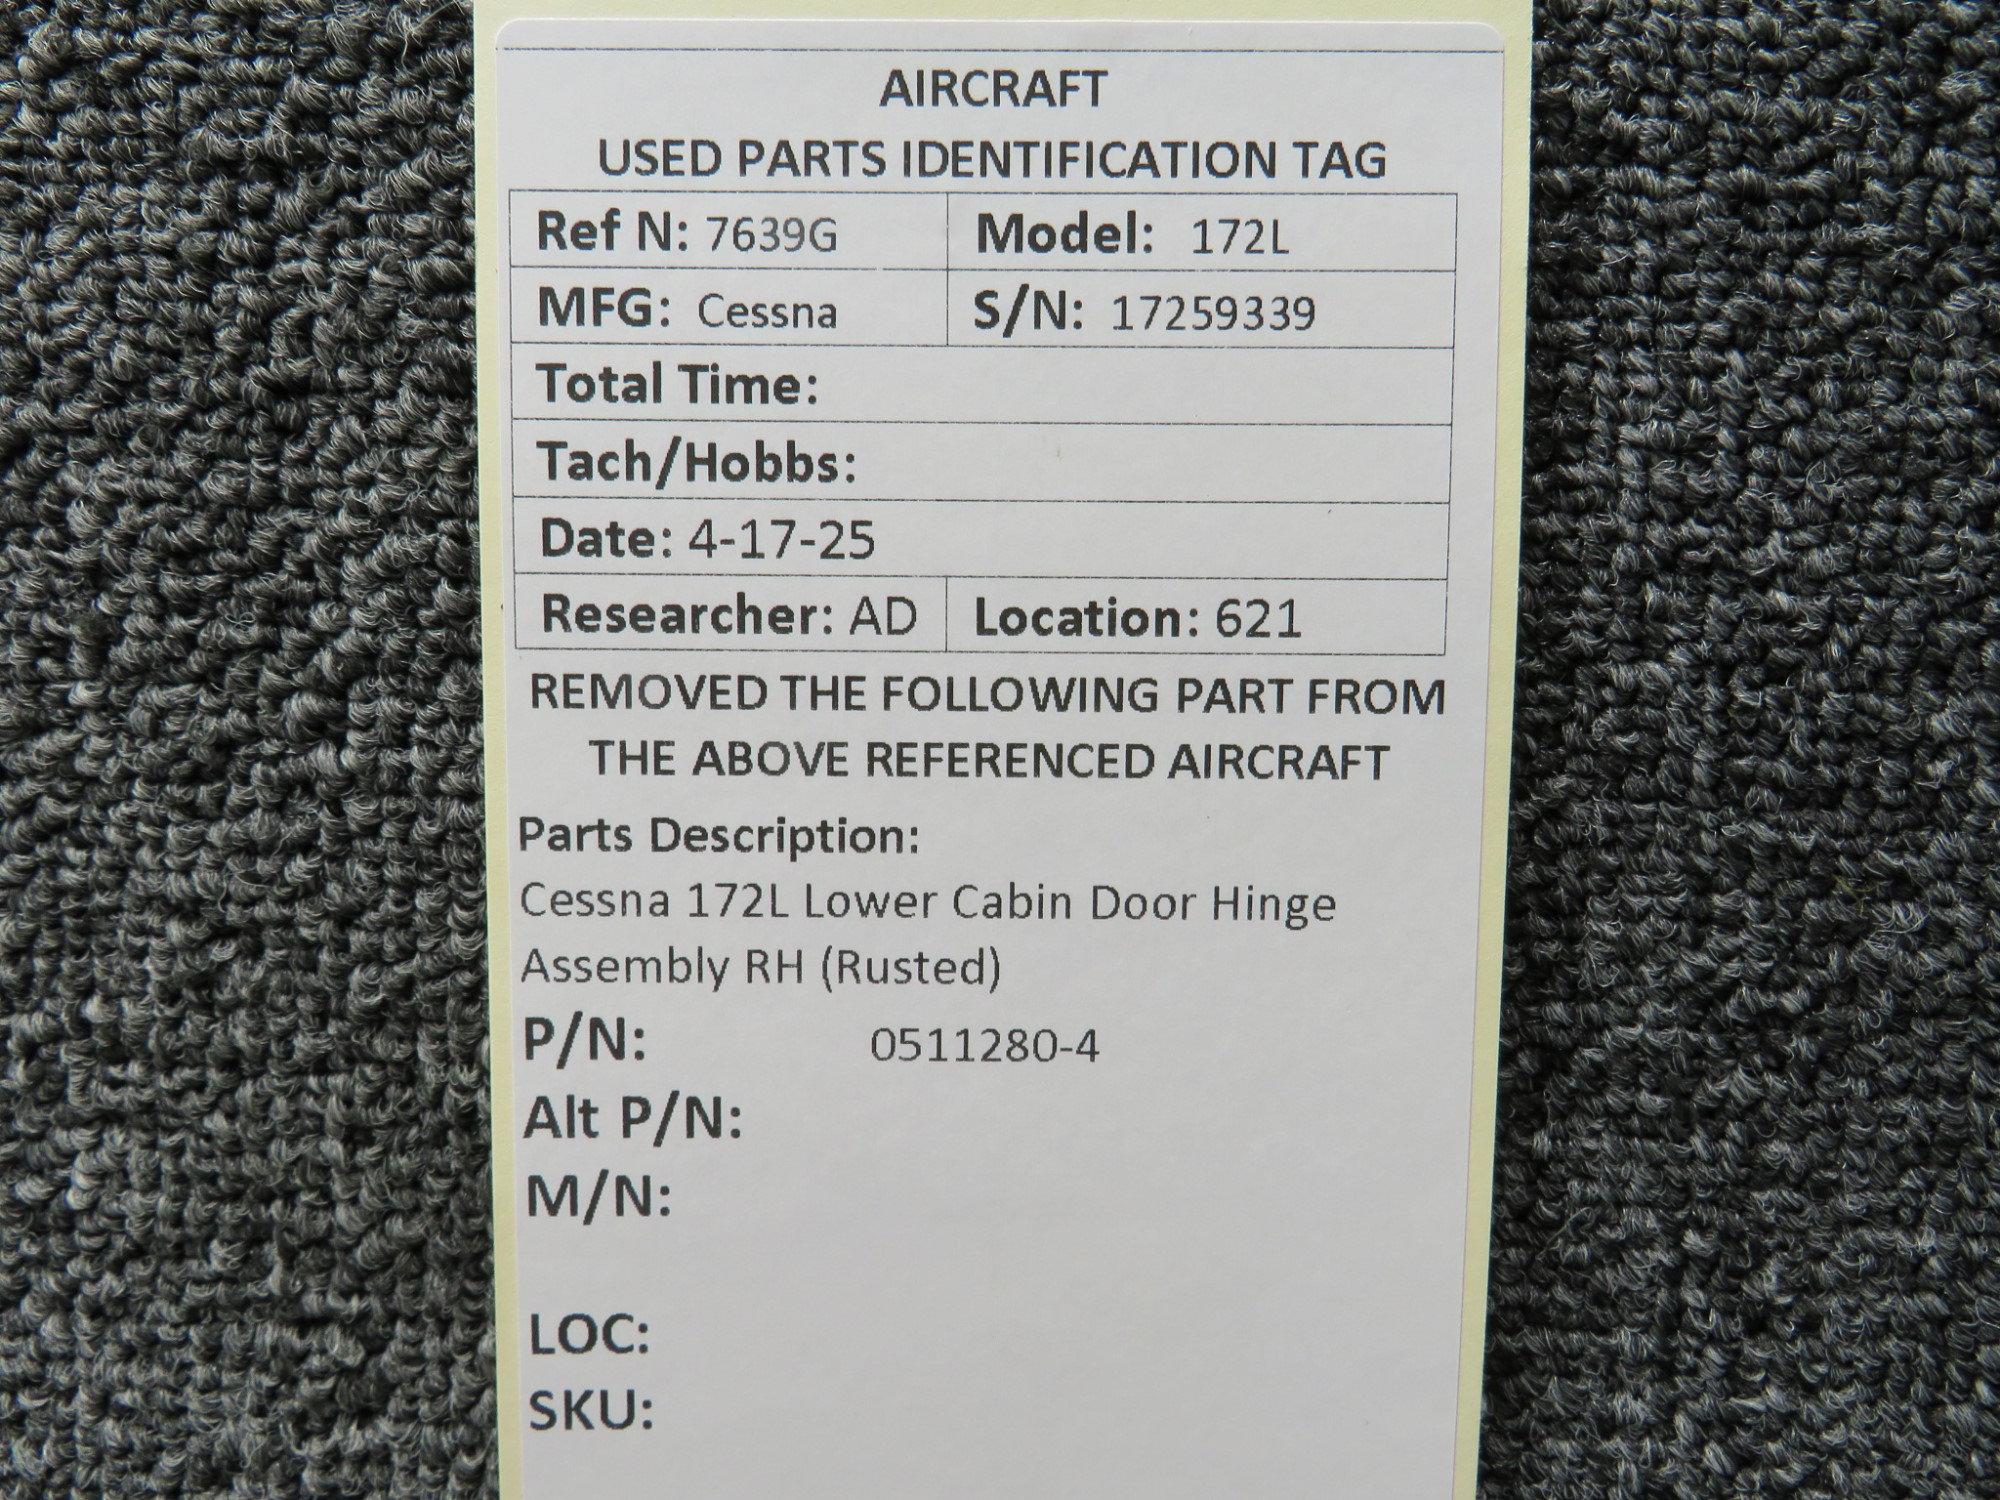 AIRCRAFT
USED PARTS IDENTIFICATION TAG
Ref N: 7639G Model: 172L
MFG: Cessna S/N: 17259339
Total Time:
Tach/Hobbs:
Date: 4-17-25
Researcher: AD Location: 621
REMOVED THE FOLLOWING PART FROM
THE ABOVE REFERENCED AIRCRAFT
Parts Description:
Cessna 172L Lower Cabin Door Hinge
Assembly RH (Rusted)
P/N: 0511280-4
Alt P/N:
M/N:
LOC:
SKU: